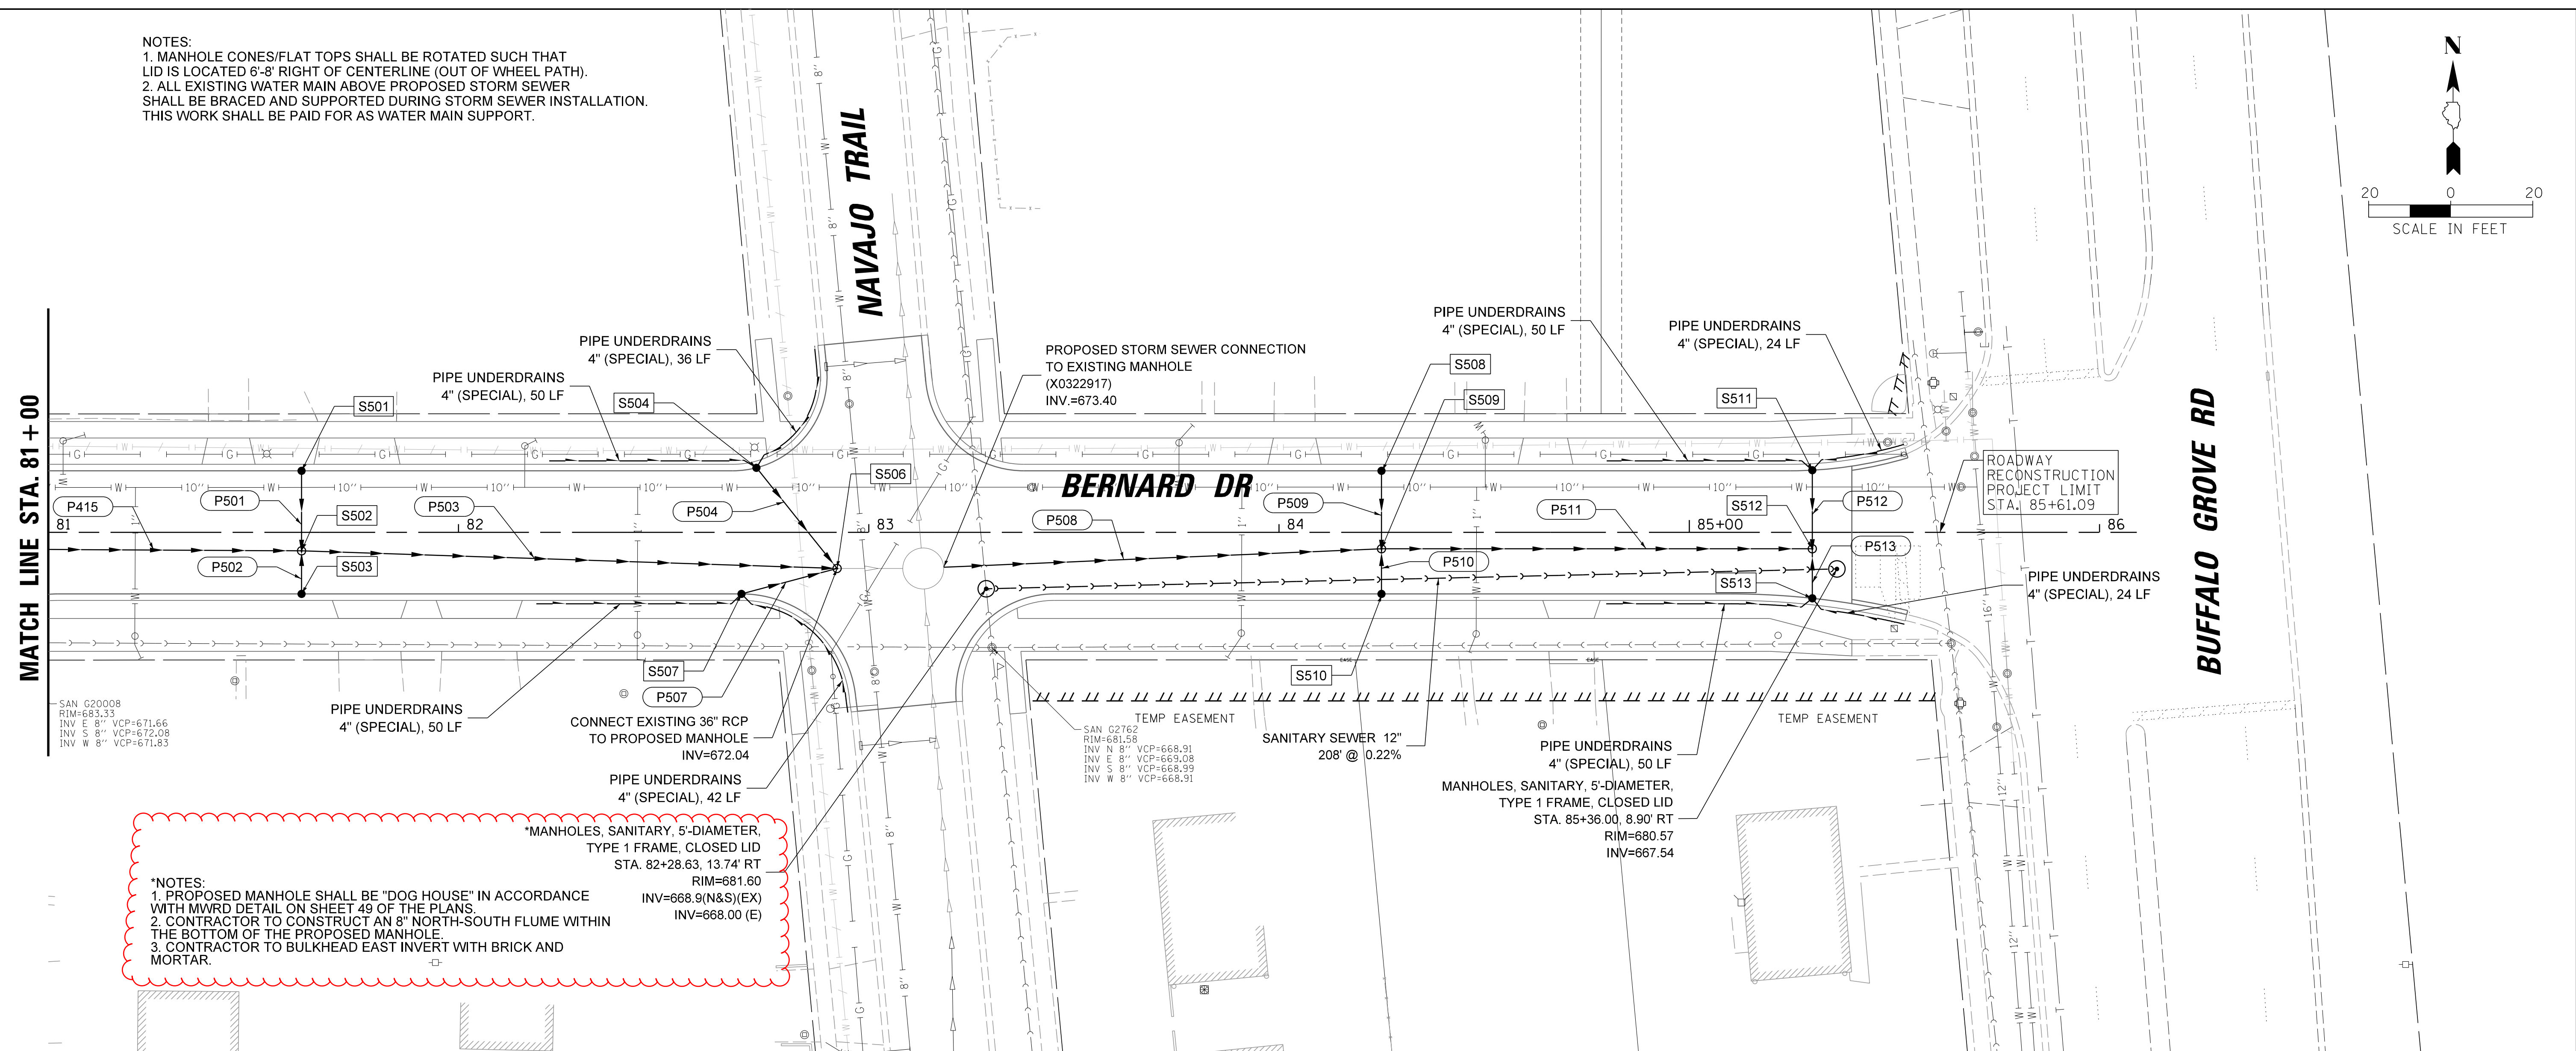 NOTES:
1. MANHOLE CONES/FLAT TOPS SHALL BE ROTATED SUCH THAT
LID IS LOCATED 6'-8' RIGHT OF CENTERLINE (OUT OF WHEEL PATH).
2. ALL EXISTING WATER MAIN ABOVE PROPOSED STORM SEWER
SHALL BE BRACED AND SUPPORTED DURING STORM SEWER INSTALLATION.
THIS WORK SHALL BE PAID FOR AS WATER MAIN SUPPORT.
N
20 0 20
SCALE IN FEET
NAVAJO TRAIL
BERNARD DR
BUFFALO GROVE RD
MATCH LINE STA. 81+00
PIPE UNDERDRAINS
4" (SPECIAL), 36 LF
PIPE UNDERDRAINS
4" (SPECIAL), 50 LF
PROPOSED STORM SEWER CONNECTION
TO EXISTING MANHOLE
(X0322917)
INV.=673.40
PIPE UNDERDRAINS
4" (SPECIAL), 50 LF
PIPE UNDERDRAINS
4" (SPECIAL), 24 LF
S501
S504
S508
S509
S511
S506
ROADWAY
RECONSTRUCTION
PROJECT LIMIT
STA. 85+61.09
P415
P501
S502
P503
P504
P508
P509
P511
S512
P512
81
82
83
84
85+00
86
P502
S503
P510
P513
S513
PIPE UNDERDRAINS
4" (SPECIAL), 24 LF
S507
P507
S510
SAN G20008
RIM=683.33
INV E 8" VCP=671.66
INV S 8" VCP=672.08
INV W 8" VCP=671.83
PIPE UNDERDRAINS
4" (SPECIAL), 50 LF
CONNECT EXISTING 36" RCP
TO PROPOSED MANHOLE
INV=672.04
PIPE UNDERDRAINS
4" (SPECIAL), 42 LF
TEMP EASEMENT
SAN G2762
RIM=681.58
INV N 8" VCP=668.91
INV E 8" VCP=669.08
INV S 8" VCP=668.99
INV W 8" VCP=668.91
SANITARY SEWER 12"
208' @ 0.22%
TEMP EASEMENT
PIPE UNDERDRAINS
4" (SPECIAL), 50 LF
MANHOLES, SANITARY, 5'-DIAMETER,
TYPE 1 FRAME, CLOSED LID
STA. 85+36.00, 8.90' RT
RIM=680.57
INV=667.54
*MANHOLES, SANITARY, 5'-DIAMETER,
TYPE 1 FRAME, CLOSED LID
STA. 82+28.63, 13.74' RT
RIM=681.60
INV=668.9(N&S)(EX)
INV=668.00 (E)
*NOTES:
1. PROPOSED MANHOLE SHALL BE "DOG HOUSE" IN ACCORDANCE
WITH MWRD DETAIL ON SHEET 49 OF THE PLANS.
2. CONTRACTOR TO CONSTRUCT AN 8" NORTH-SOUTH FLUME WITHIN
THE BOTTOM OF THE PROPOSED MANHOLE.
3. CONTRACTOR TO BULKHEAD EAST INVERT WITH BRICK AND
MORTAR.